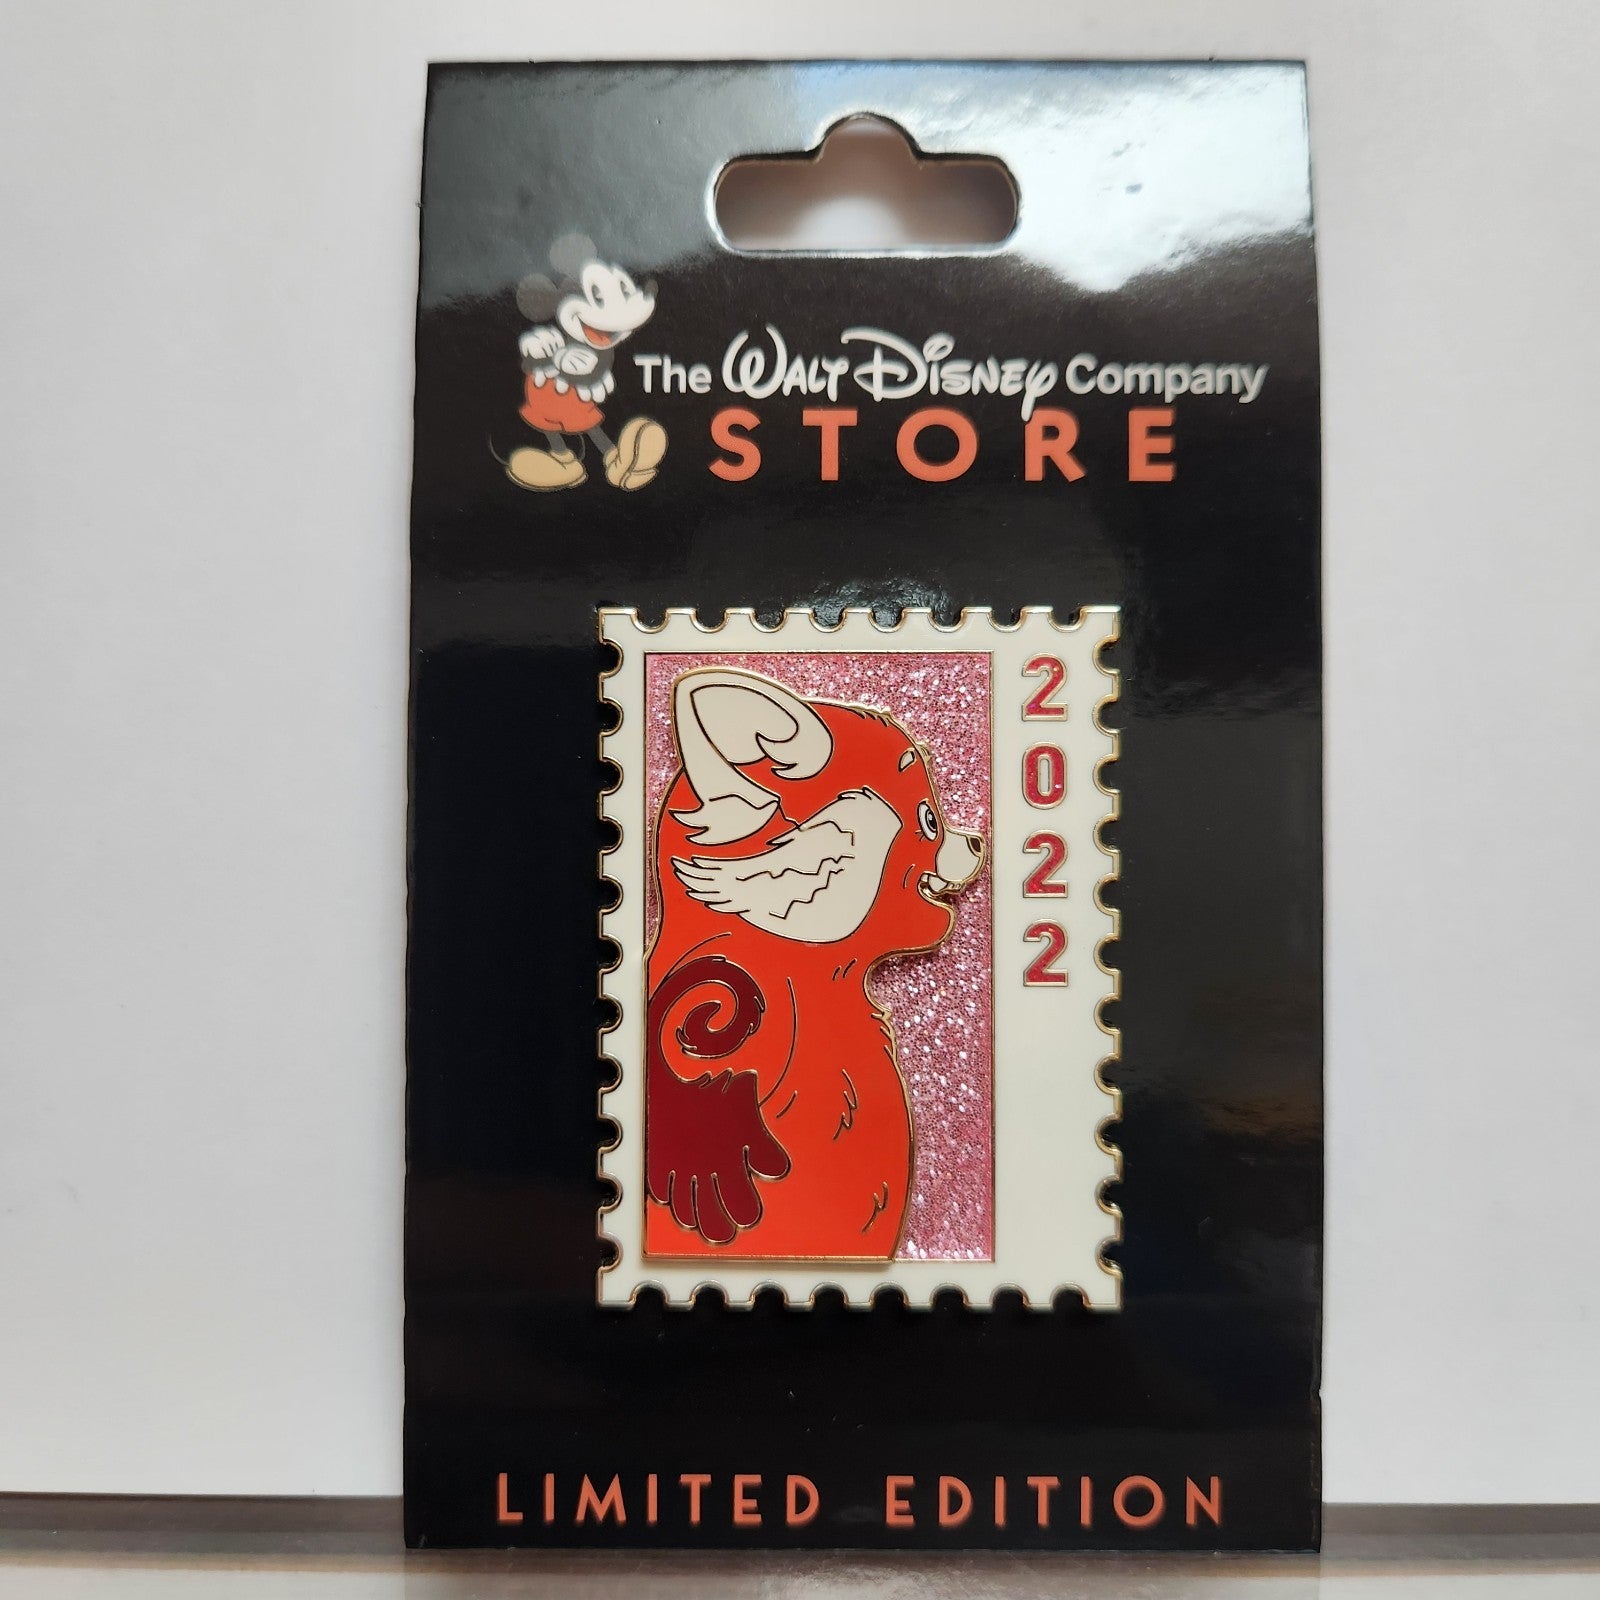 The Walt Disney Company
STORE
2022
LIMITED EDITION